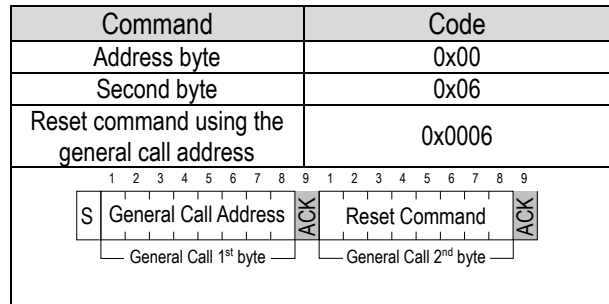 Command Code
Address byte 0x00
Second byte 0x06
Reset command using the
general call address 0x0006
1 2 3 4 5 6 7 8 9 1 2 3 4 5 6 7 8 9
S General Call Address ACK Reset Command ACK
General Call 1st byte General Call 2nd byte